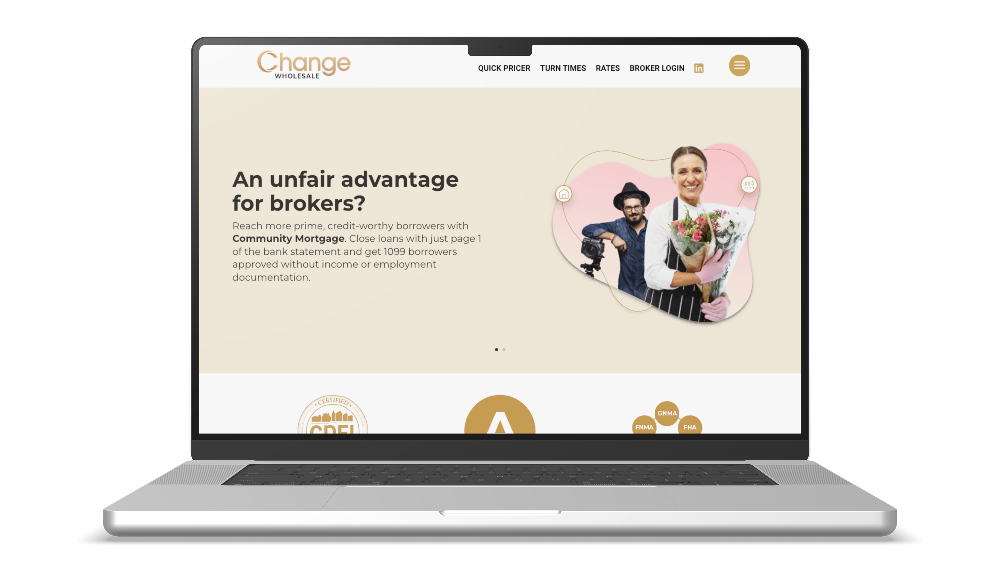 Change
WHOLESALE
QUICK PRICER TURN TIMES RATES BROKER LOGIN in
An unfair advantage
for brokers?
Reach more prime, credit-worthy borrowers with
Community Mortgage. Close loans with just page 1
of the bank statement and get 1099 borrowers
approved without income or employment
documentation.
$$$
CERTIFIED
CDFI
A
GNMA
FNMA
FHA